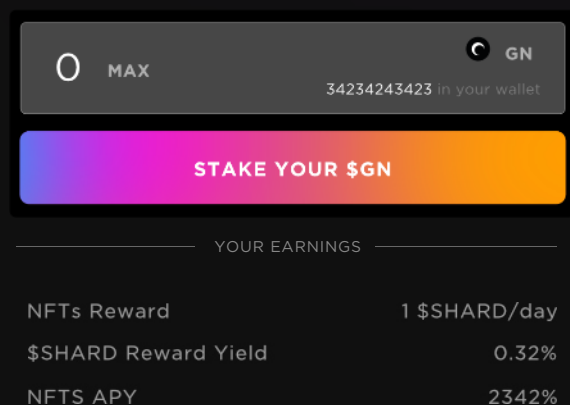 0 MAX GN
34234243423 in your wallet
STAKE YOUR $GN
YOUR EARNINGS
NFTs Reward 1 $SHARD/day
$SHARD Reward Yield 0.32%
NFTS APY 2342%